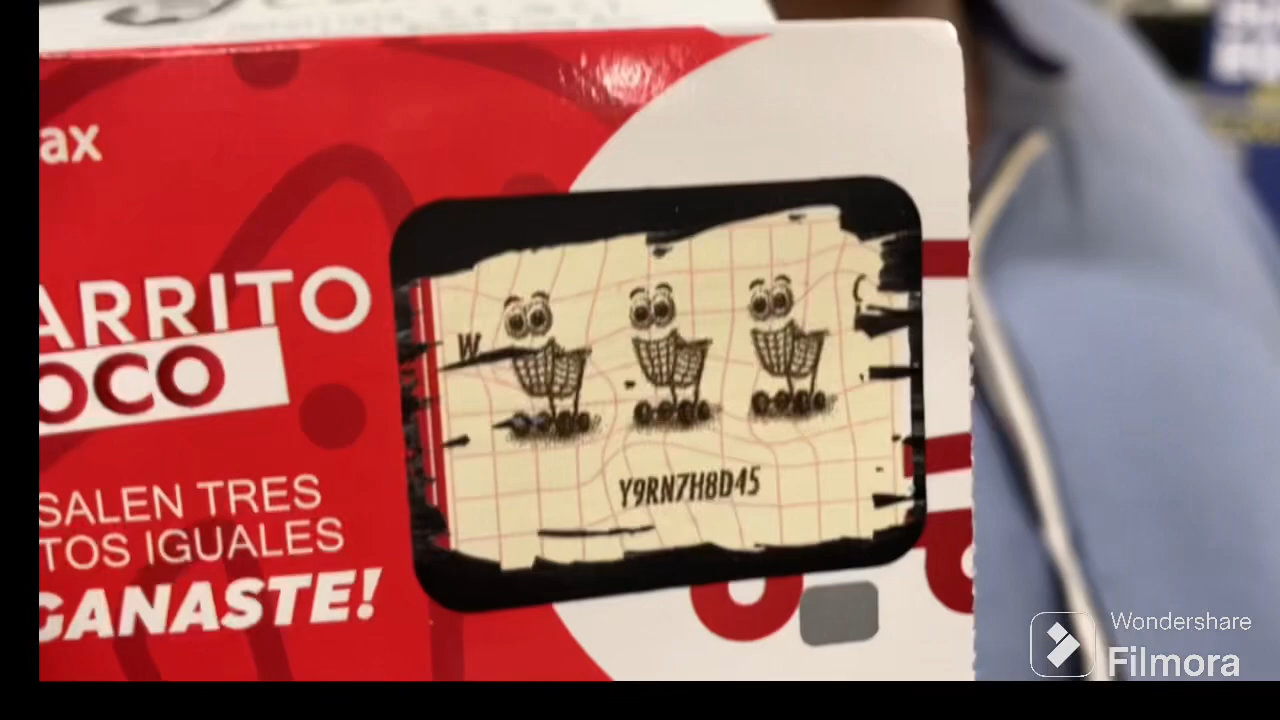 ax
ARRITO
OCO
SALEN TRES
TOS IGUALES
GANASTE!
W
Y9RN7H8D45
Wondershare
Filmora